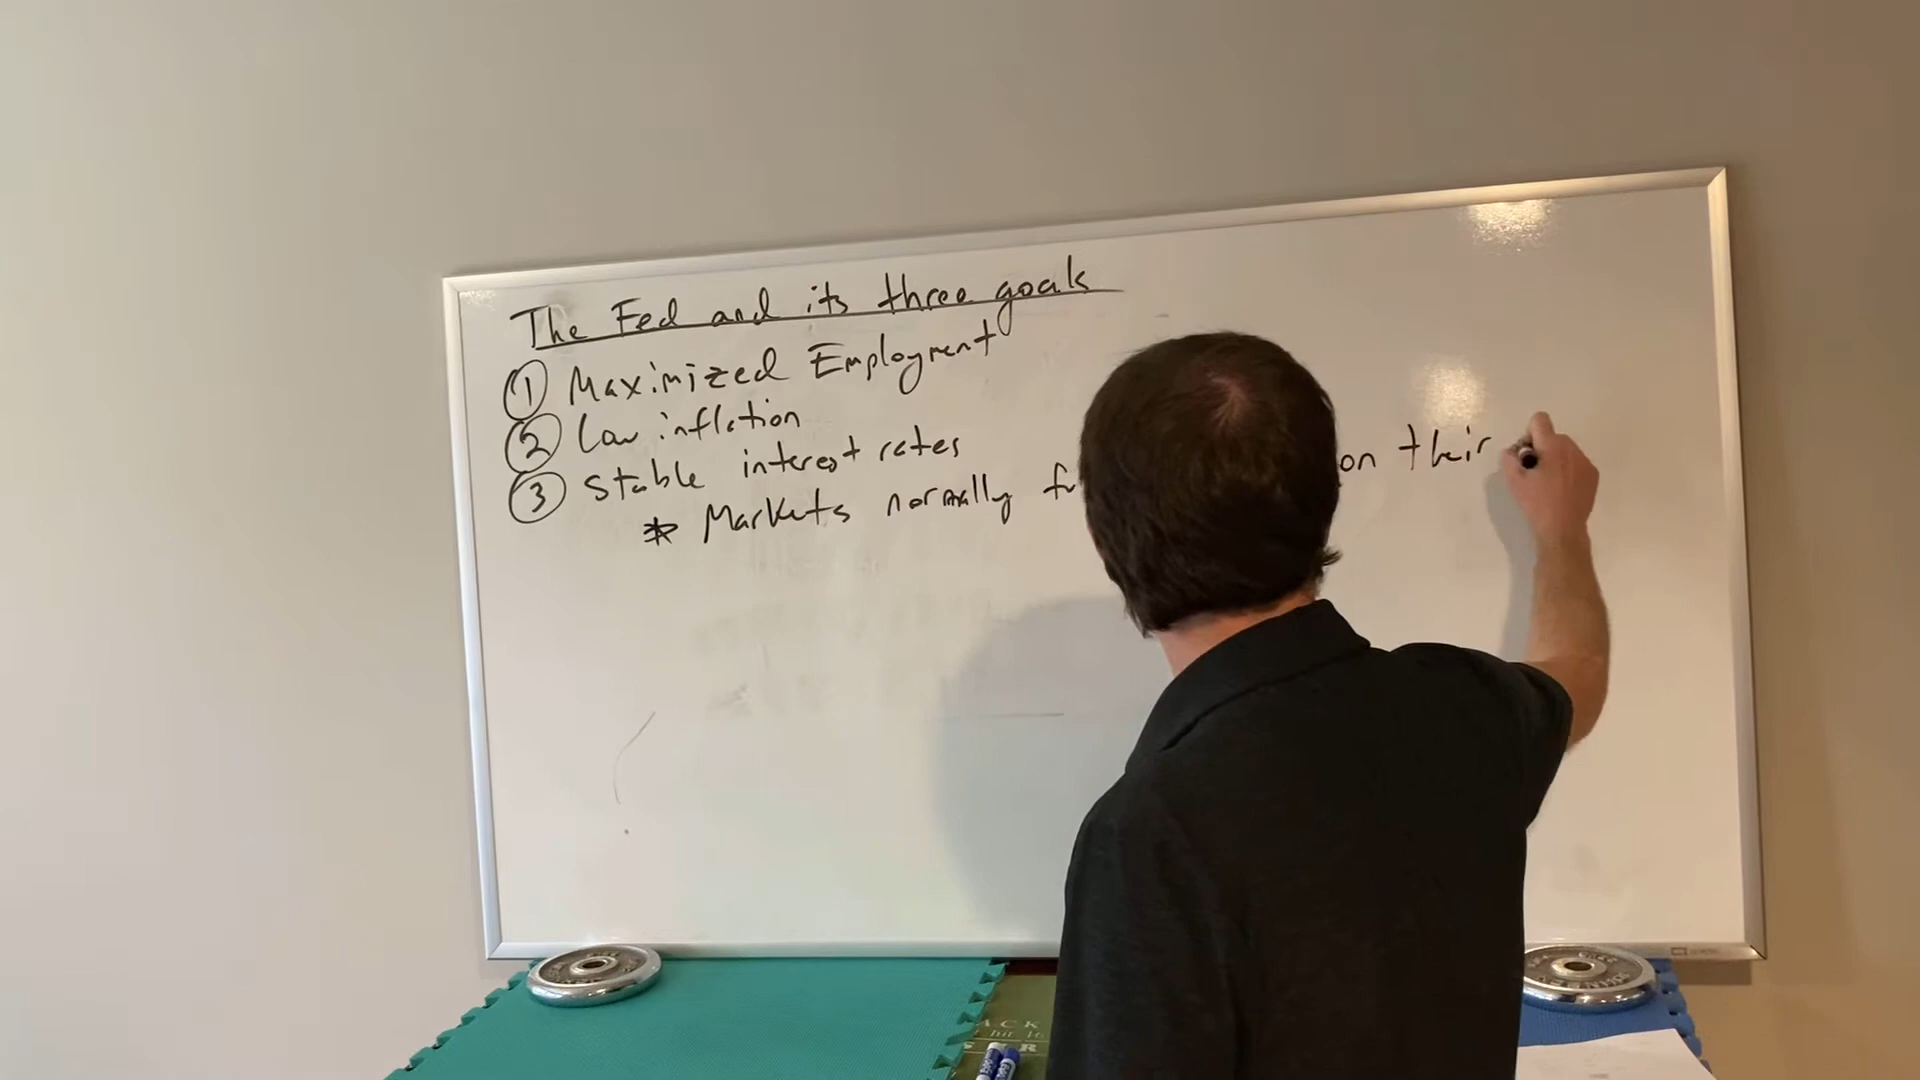 The Fed and its three goals
① Maximized Employment
② Low inflation
③ Stable interest rates
* Markets normally on their
ACK